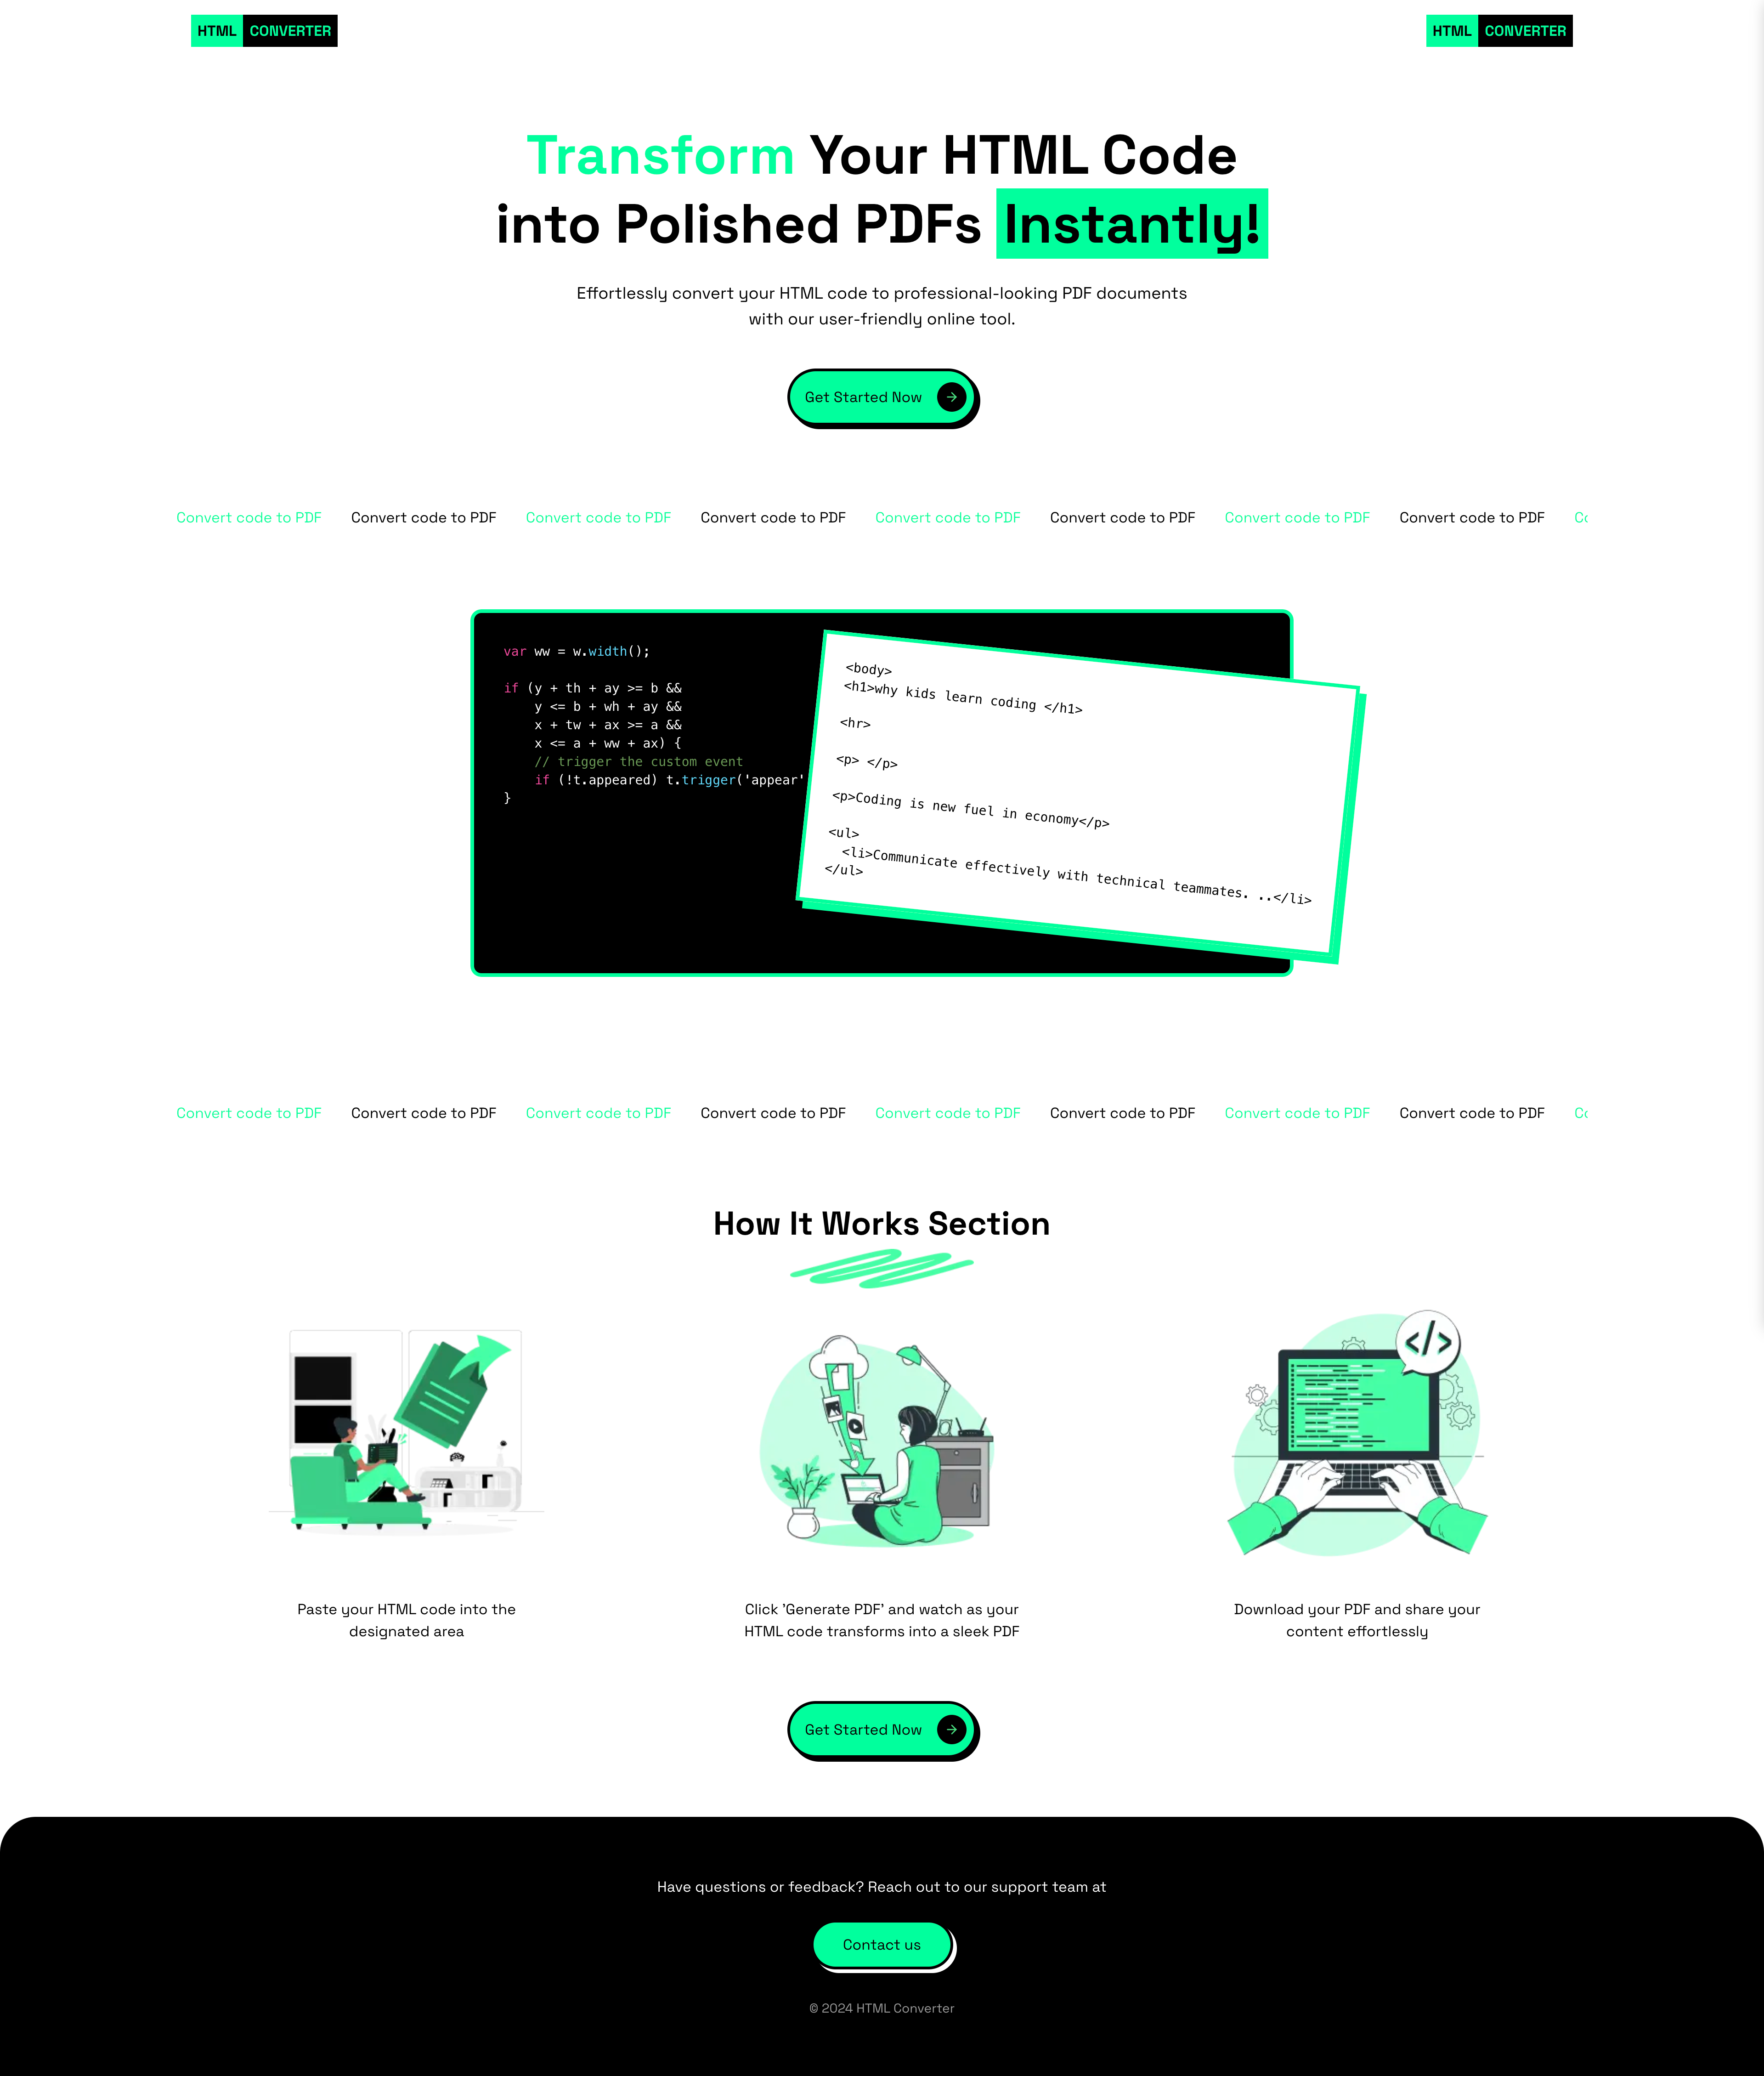 HTML CONVERTER
HTML CONVERTER
Transform Your HTML Code
into Polished PDFs Instantly!
Effortlessly convert your HTML code to professional-looking PDF documents
with our user-friendly online tool.
Get Started Now
Convert code to PDF Convert code to PDF Convert code to PDF Convert code to PDF Convert code to PDF Convert code to PDF Convert code to PDF Convert code to PDF Co
var ww = w.width();
if (y + th + ay >= b &&
    y <= b + wh + ay &&
    x + tw + ax >= a &&
    x <= a + ww + ax) {
    // trigger the custom event
    if (!t.appeared) t.trigger('appear'
}
<body>
<h1>why kids learn coding </h1>
<hr>
<p> </p>
<p>Coding is new fuel in economy</p>
<ul>
  <li>Communicate effectively with technical teammates. ..</li>
</ul>
Convert code to PDF Convert code to PDF Convert code to PDF Convert code to PDF Convert code to PDF Convert code to PDF Convert code to PDF Convert code to PDF Co
How It Works Section
</>
Paste your HTML code into the
designated area
Click 'Generate PDF' and watch as your
HTML code transforms into a sleek PDF
Download your PDF and share your
content effortlessly
Get Started Now
Have questions or feedback? Reach out to our support team at
Contact us
© 2024 HTML Converter